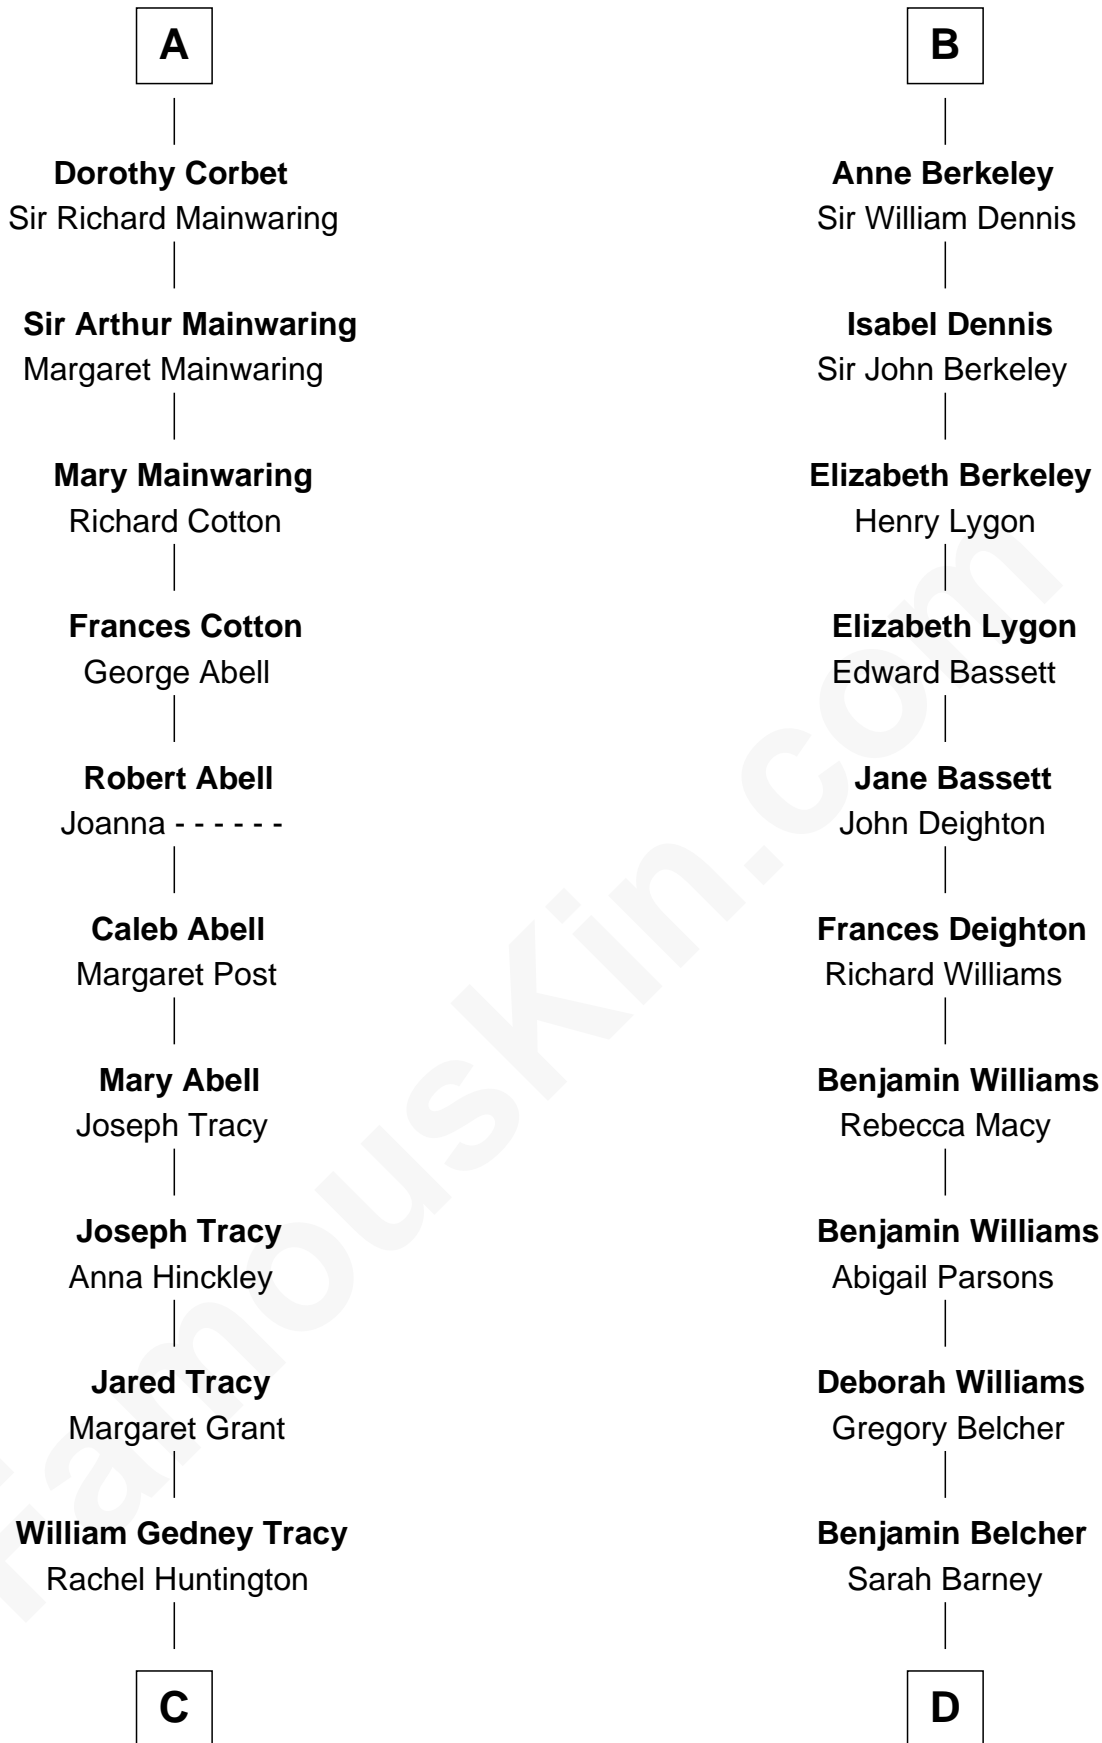 A
Dorothy Corbet
Sir Richard Mainwaring
Sir Arthur Mainwaring
Margaret Mainwaring
Mary Mainwaring
Richard Cotton
Frances Cotton
George Abell
Robert Abell
Joanna - - - - - -
Caleb Abell
Margaret Post
Mary Abell
Joseph Tracy
Joseph Tracy
Anna Hinckley
Jared Tracy
Margaret Grant
William Gedney Tracy
Rachel Huntington
C
B
Anne Berkeley
Sir William Dennis
Isabel Dennis
Sir John Berkeley
Elizabeth Berkeley
Henry Lygon
Elizabeth Lygon
Edward Bassett
Jane Bassett
John Deighton
Frances Deighton
Richard Williams
Benjamin Williams
Rebecca Macy
Benjamin Williams
Abigail Parsons
Deborah Williams
Gregory Belcher
Benjamin Belcher
Sarah Barney
D
famouskin.com